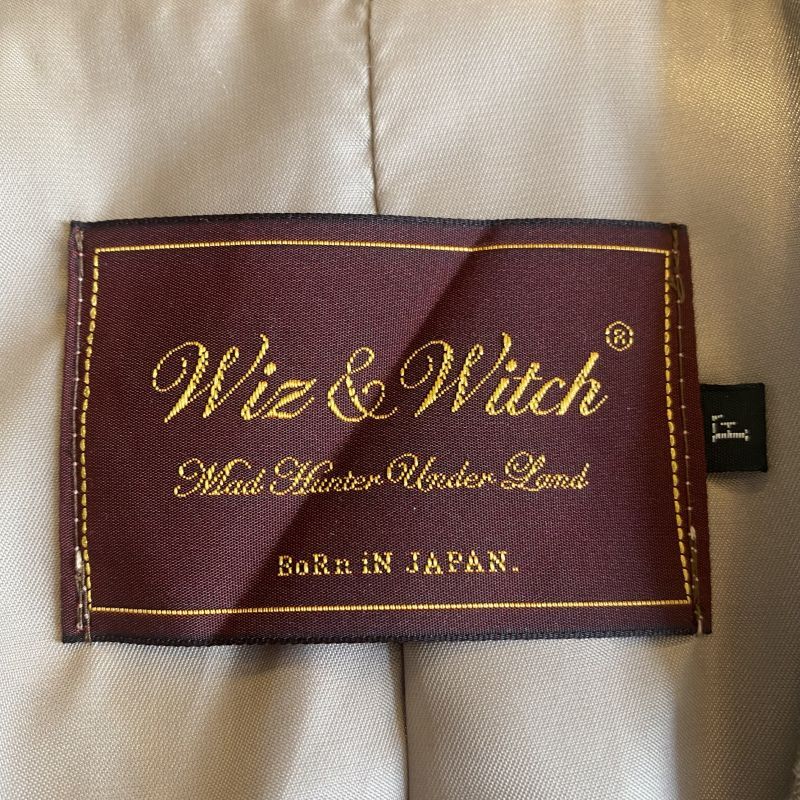 Wiz & Witch®
Mad Hunter Under Land
BoRn iN JAPAN.
F